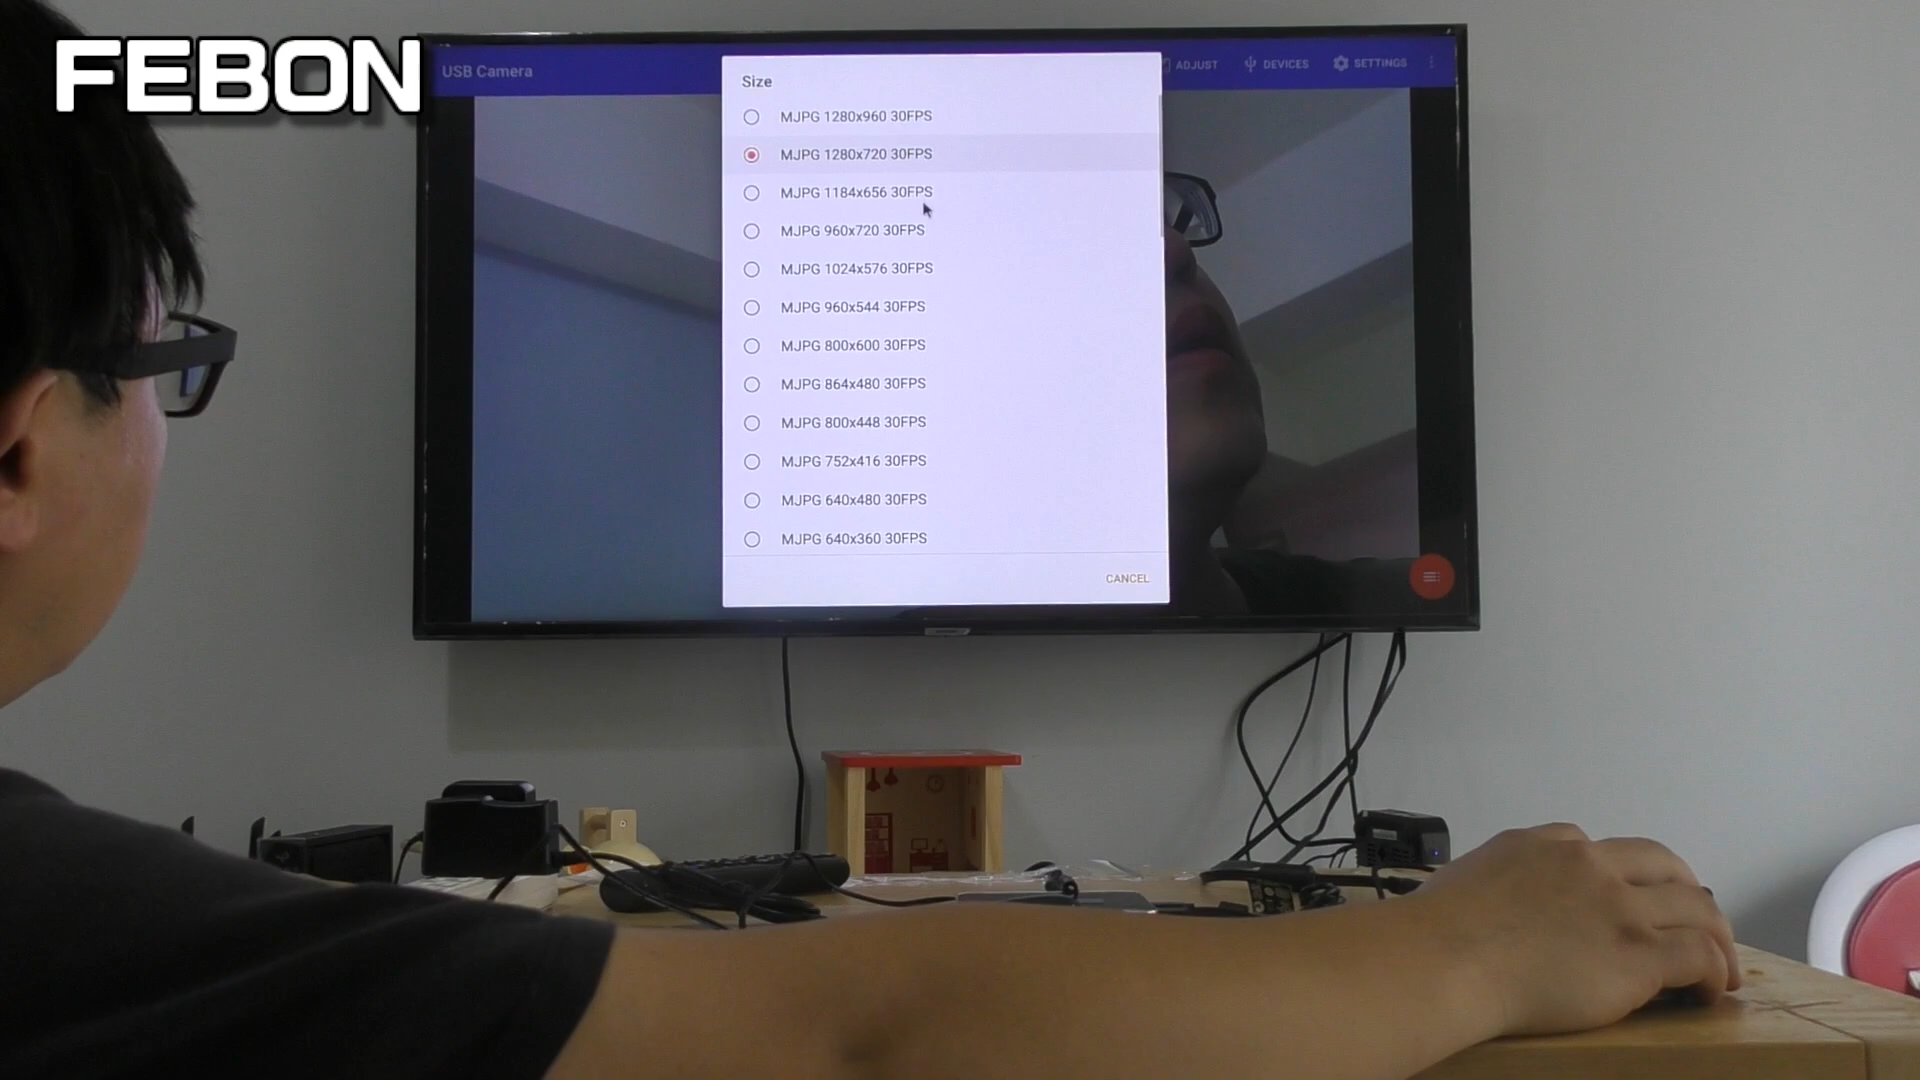 FEBON
USB Camera
ADJUST
DEVICES
SETTINGS
Size
MJPG 1280x960 30FPS
MJPG 1280x720 30FPS
MJPG 1184x656 30FPS
MJPG 960x720 30FPS
MJPG 1024x576 30FPS
MJPG 960x544 30FPS
MJPG 800x600 30FPS
MJPG 864x480 30FPS
MJPG 800x448 30FPS
MJPG 752x416 30FPS
MJPG 640x480 30FPS
MJPG 640x360 30FPS
CANCEL